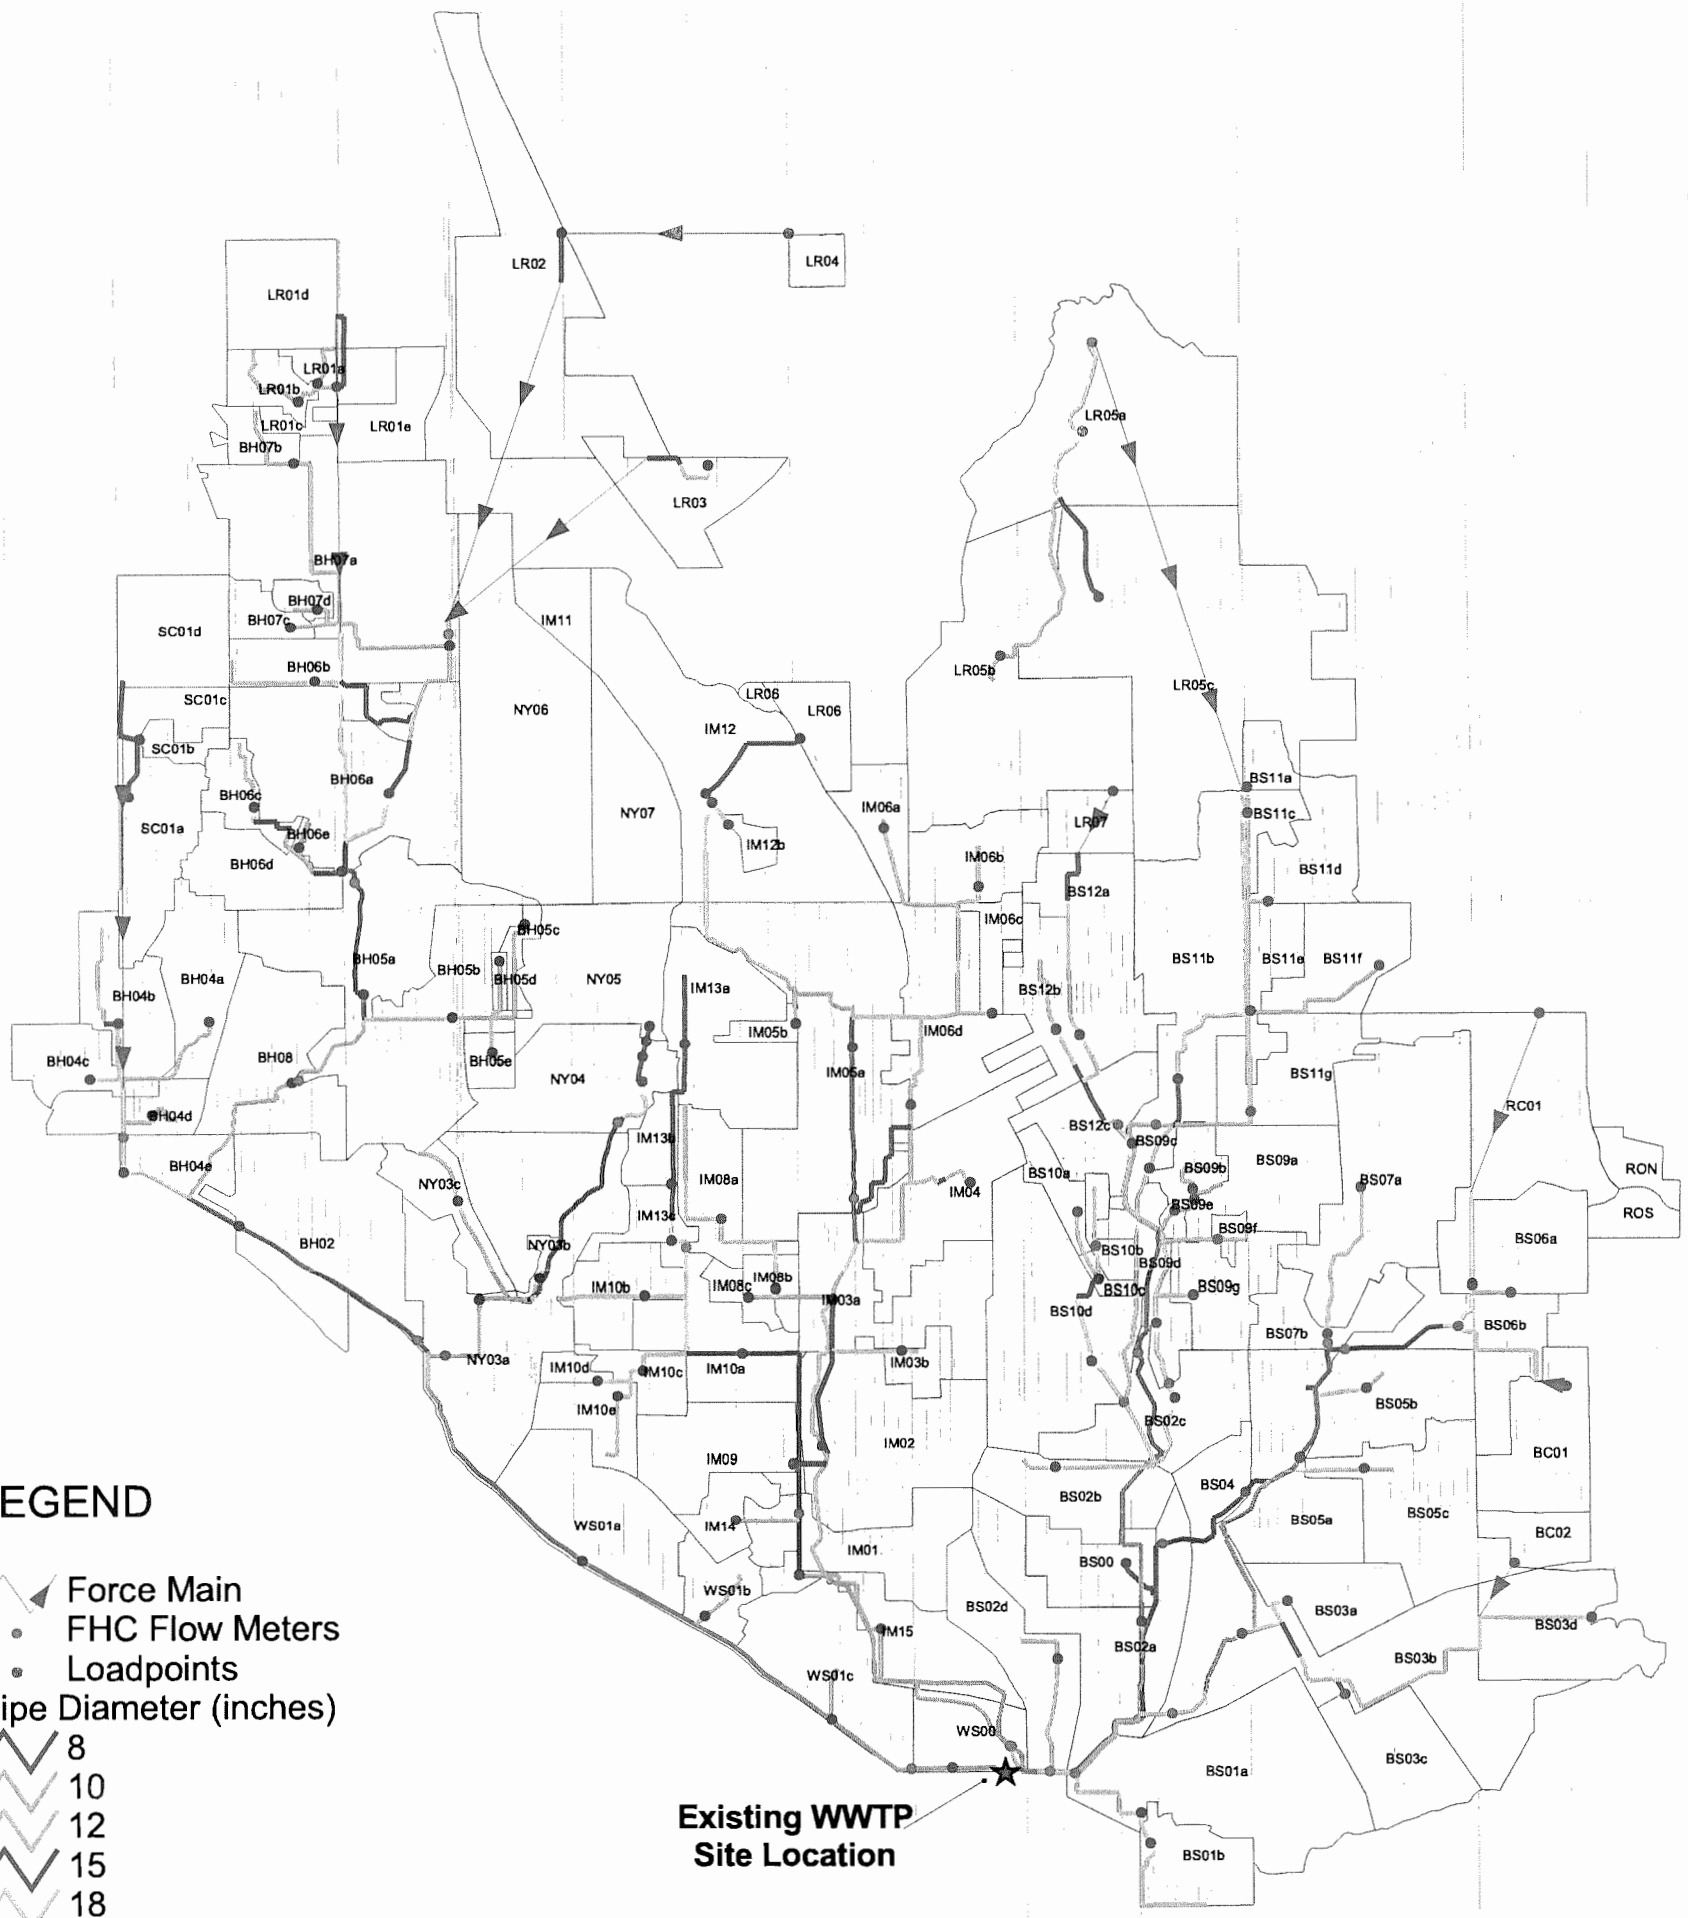 LR02
LR04
LR01d
LR01a
LR01b
LR01c
LR01e
BH07b
LR05a
LR03
BH07a
BH07d
BH07c
SC01d
IM11
BH06b
LR05b
LR05c
SC01c
LR06
LR06
NY06
IM12
SC01b
BH06a
BH06c
BS11a
SC01a
NY07
IM06a
BS11c
LR07
BH06e
BH06d
IM12b
IM06b
BS11d
BS12a
IM06c
BH05c
BH05a
BH05b
BS11b
BS11e
BS11f
BH04a
BH05d
NY05
IM13a
BS12b
BH04b
IM05b
IM06d
BH04c
BH08
BH05e
NY04
IM05a
BS11g
RC01
BH04d
IM13b
BS12c
BS09c
BH04e
NY03c
IM08a
IM04
BS10a
BS09b
BS09a
BS07a
RON
BS09e
ROS
IM13c
BS09f
BH02
NY03b
BS10b
BS06a
BS09d
IM10b
IM08c
IM08b
IM03a
BS10c
BS09g
BS10d
BS07b
BS06b
NY03a
IM10d
IM10c
IM10a
IM03b
IM10e
BS02c
BS05b
IM02
IM09
BC01
BS04
BS02b
WS01a
IM14
BS05a
BS05c
BC02
IM01
BS00
WS01b
BS02d
BS03a
BS03d
IM15
BS02a
BS03b
WS01c
WS00
BS03c
BS01a
BS01b
Existing WWTP
Site Location
EGEND
Force Main
FHC Flow Meters
Loadpoints
ipe Diameter (inches)
8
10
12
15
18